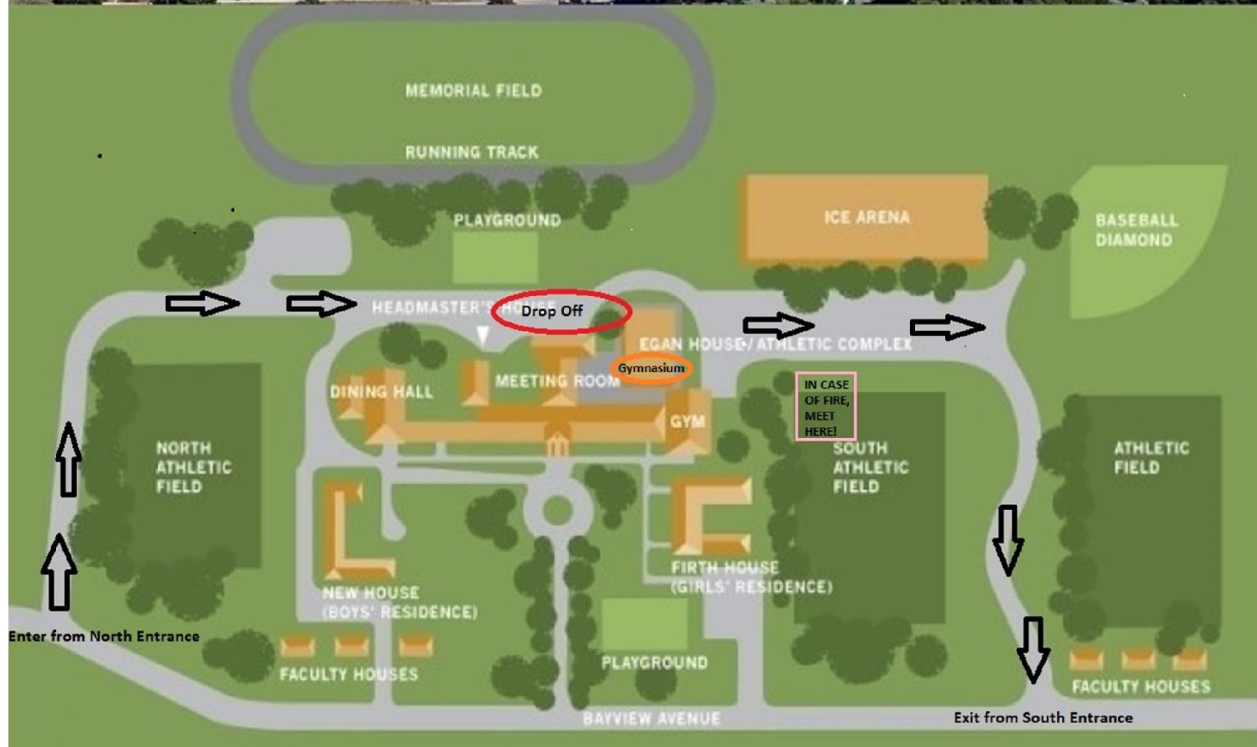 MEMORIAL FIELD
RUNNING TRACK
PLAYGROUND
ICE ARENA
BASEBALL
DIAMOND
HEADMASTER'S HOUSE
Drop Off
EGAN HOUSE/ATHLETIC COMPLEX
Gymnasium
MEETING ROOM
DINING HALL
GYM
IN CASE
OF FIRE,
MEET
HERE!
NORTH
ATHLETIC
FIELD
SOUTH
ATHLETIC
FIELD
ATHLETIC
FIELD
NEW HOUSE
(BOYS' RESIDENCE)
FIRTH HOUSE
(GIRLS' RESIDENCE)
Enter from North Entrance
FACULTY HOUSES
PLAYGROUND
FACULTY HOUSES
BAYVIEW AVENUE
Exit from South Entrance